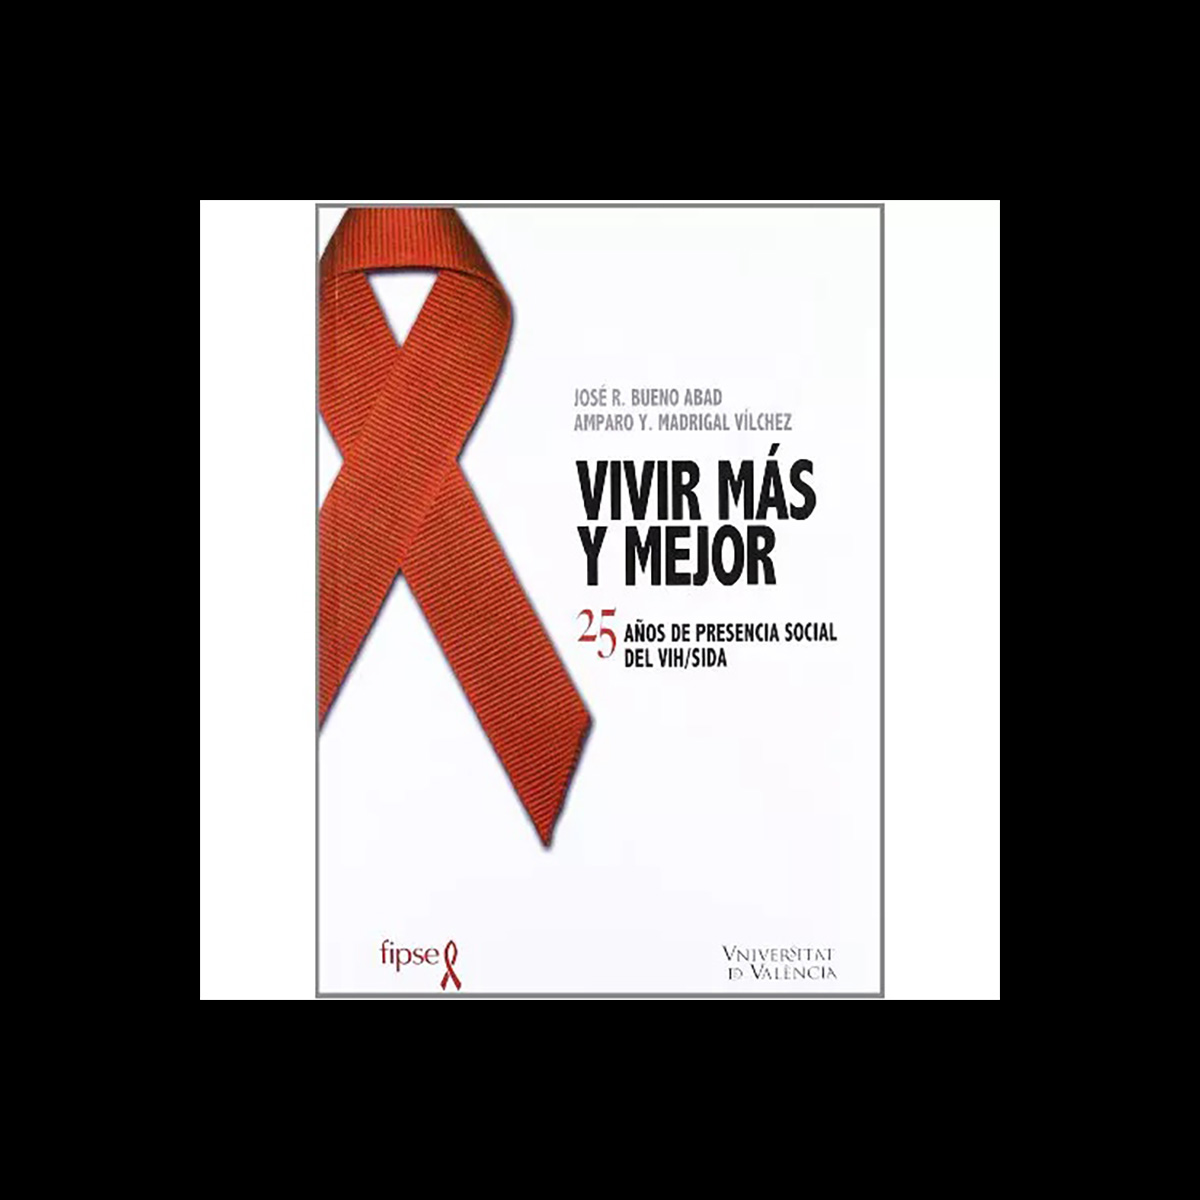 JOSÉ R. BUENO ABAD
AMPARO Y. MADRIGAL VÍLCHEZ
VIVIR MÁS
Y MEJOR
25 AÑOS DE PRESENCIA SOCIAL
DEL VIH/SIDA
fipse
VNIVERSITAT
ID VALÈNCIA